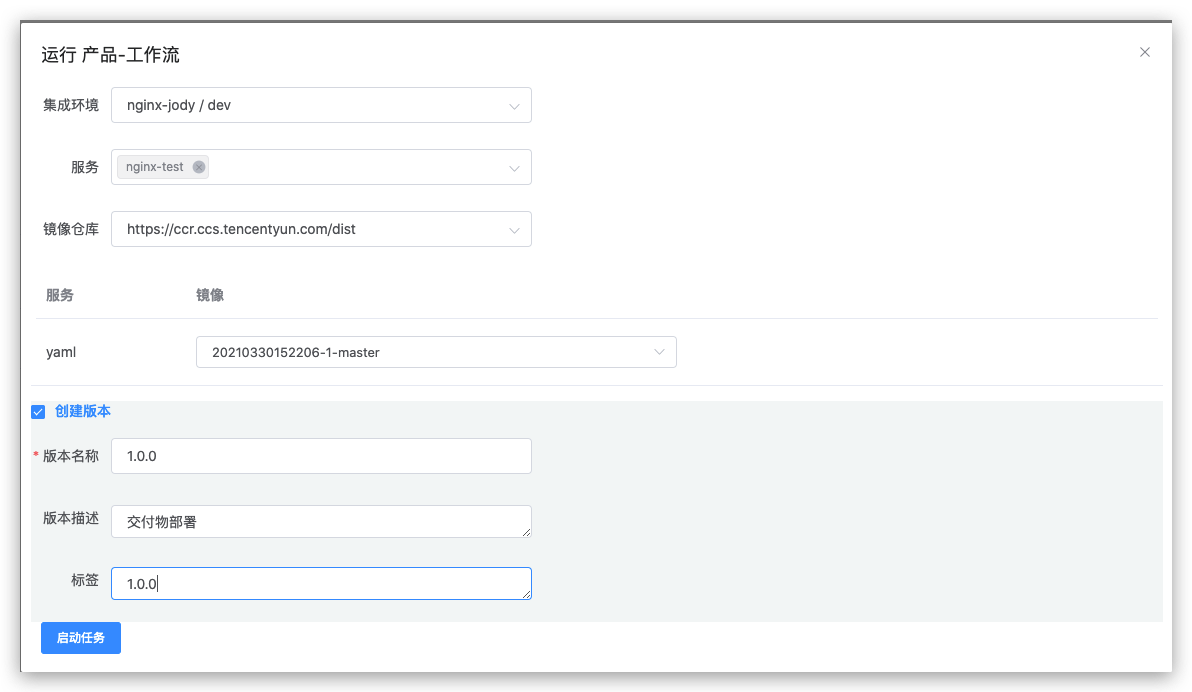 运行 产品-工作流
集成环境 nginx-jody / dev
服务 nginx-test
镜像仓库 https://ccr.ccs.tencentyun.com/dist
服务 镜像
yaml 20210330152206-1-master
创建版本
* 版本名称 1.0.0
版本描述 交付物部署
标签 1.0.0
启动任务